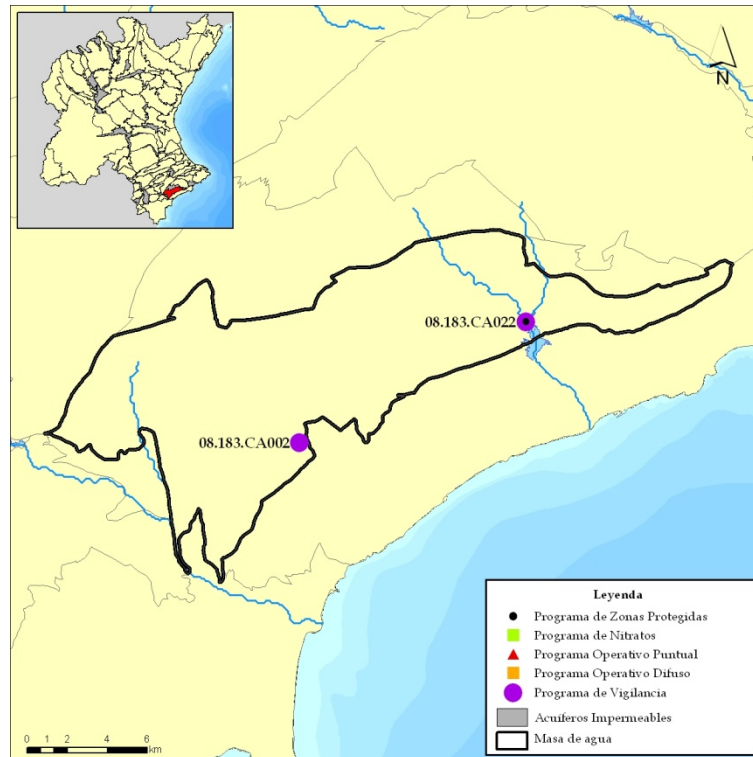 N
08.183.CA022
08.183.CA002
Leyenda
Programa de Zonas Protegidas
Programa de Nitratos
Programa Operativo Puntual
Programa Operativo Difuso
Programa de Vigilancia
Acuíferos Impermeables
Masa de agua
0 1 2 4 6
km